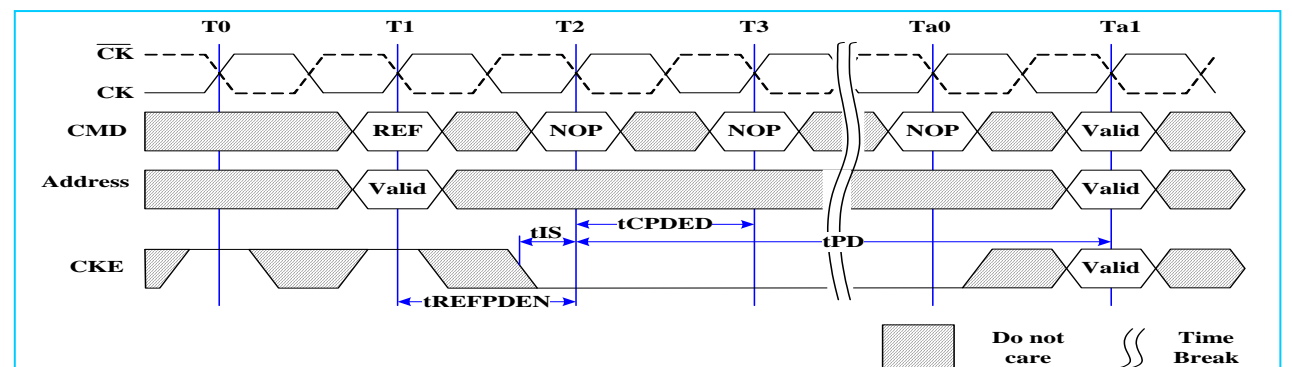 T0 T1 T2 T3 Ta0 Ta1
CK
CK
CMD REF NOP NOP NOP Valid
Address Valid Valid
tIS tCPDED
tPD
CKE Valid
tREFPDEN
Do not care
Time Break